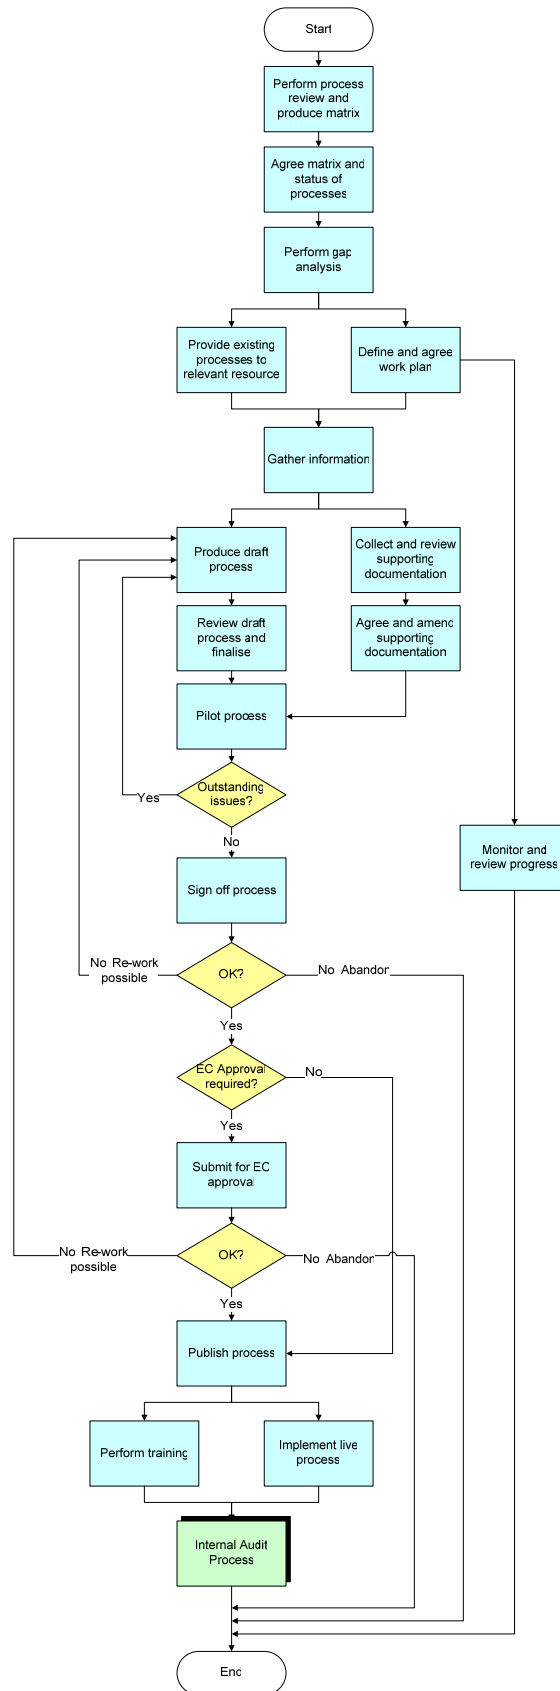 Start
Perform process
review and
produce matrix
Agree matrix and
status of
processes
Perform gap
analysis
Provide existing
processes to
relevant resource
Define and agree
work plan
Gather information
Produce draft
process
Collect and review
supporting
documentation
Review draft
process and
finalise
Agree and amend
supporting
documentation
Pilot process
Outstanding
issues?
Yes
No
Monitor and
review progress
Sign off process
No Re-work
possible
OK?
No Abandon
Yes
EC Approval
required?
No
Yes
Submit for EC
approval
No Re-work
possible
OK?
No Abandon
Yes
Publish process
Perform training
Implement live
process
Internal Audit
Process
End